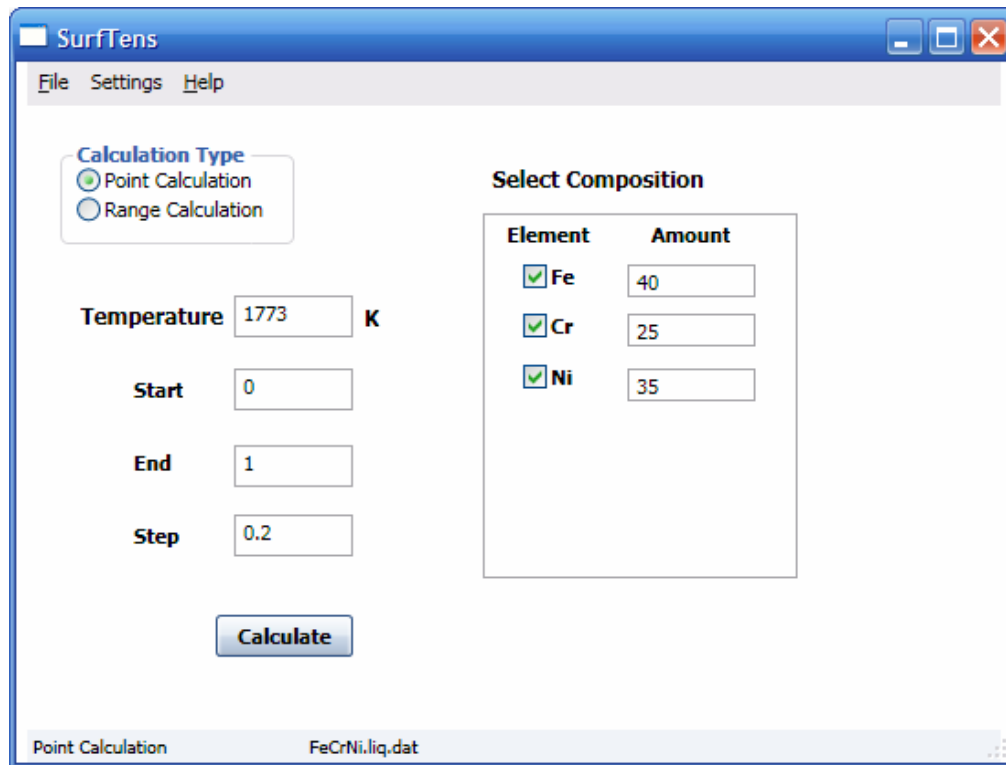 SurfTens
File Settings Help
Calculation Type
Point Calculation
Range Calculation
Temperature 1773 K
Start 0
End 1
Step 0.2
Calculate
Select Composition
Element Amount
Fe 40
Cr 25
Ni 35
Point Calculation FeCrNi.liq.dat